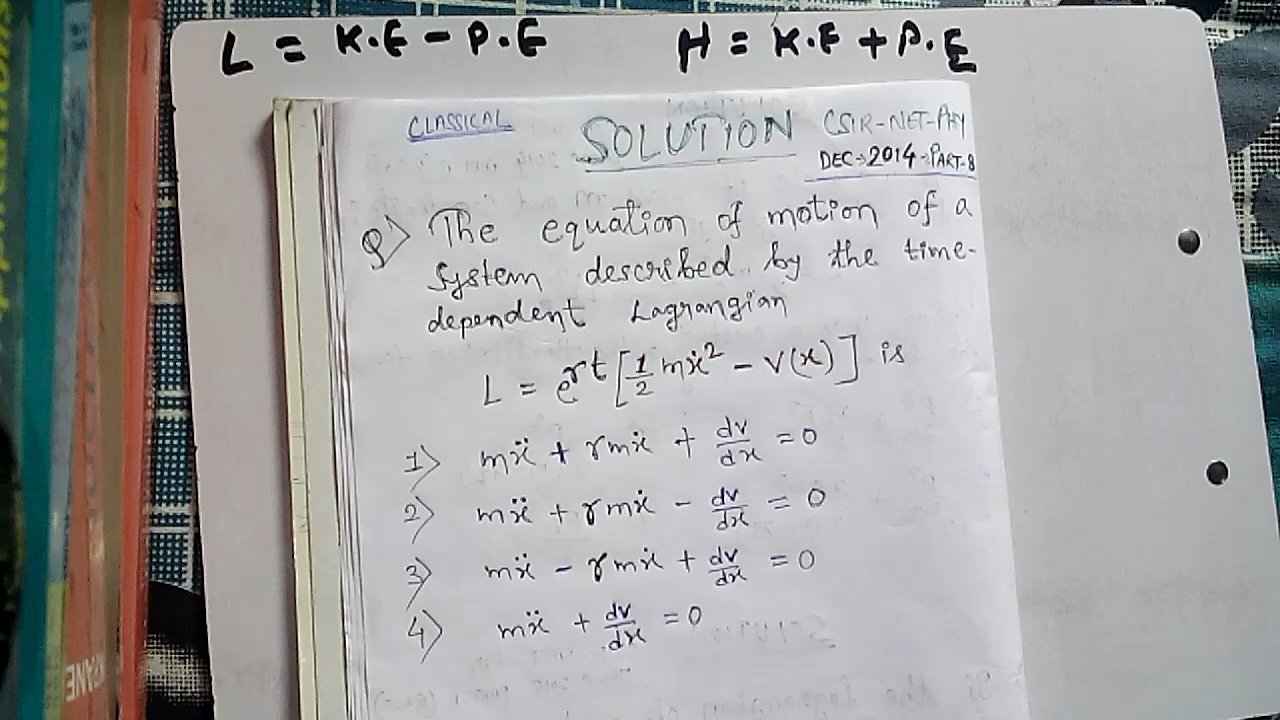 L = K.E - P.E H = K.E + P.E
CLASSICAL SOLUTION CSIR-NET-PHY
DEC-2014-PART-8
Q> The equation of motion of a
system described by the time-
dependent Lagrangian
L = e^γt [1/2 mẋ² - V(x)] is
1) mẍ + γmẋ + dv/dx = 0
2) mẍ + γmẋ - dv/dx = 0
3) mẍ - γmẋ + dv/dx = 0
4) mẍ + dv/dx = 0